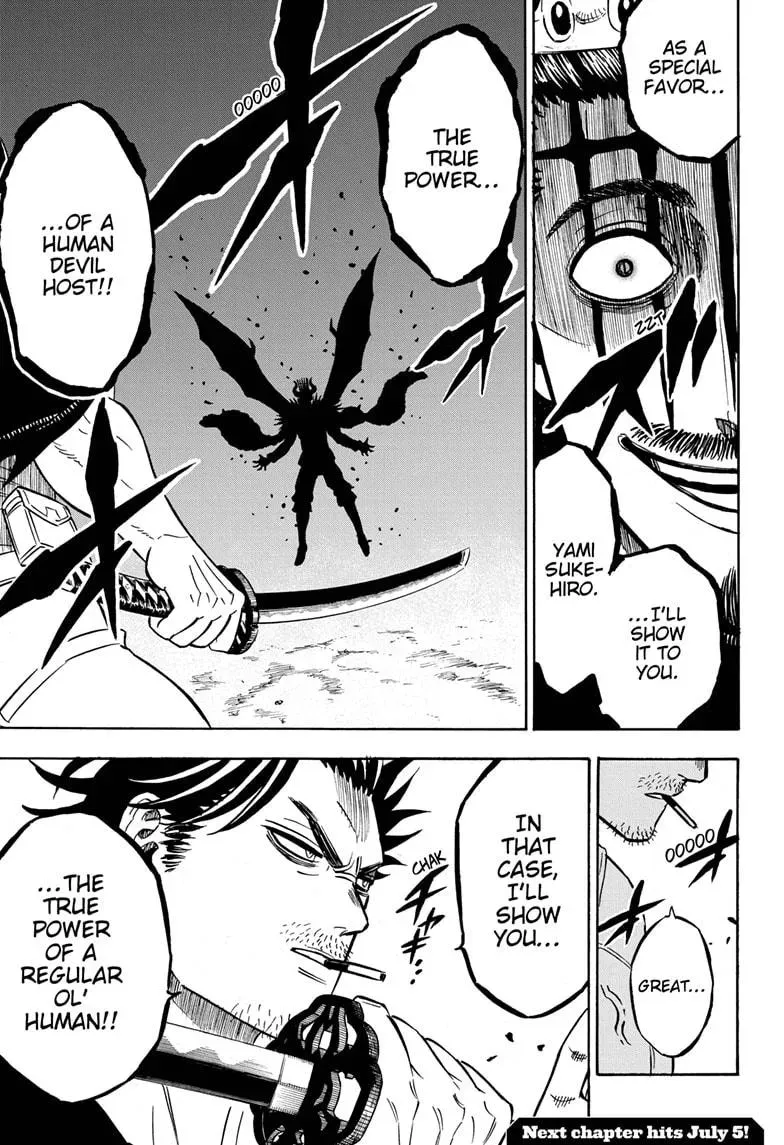 AS A
SPECIAL
FAVOR...
ZZT
YAMI
SUKE-
HIRO.
...I'LL
SHOW
IT TO
YOU.
THE
TRUE
POWER...
OOOOO
OOOOO
...OF A
HUMAN
DEVIL
HOST!!
OOOOO
GREAT...
IN
THAT
CASE,
I'LL
SHOW
YOU...
CHAK
...THE
TRUE
POWER
OF A
REGULAR
OL'
HUMAN!!
Next chapter hits July 5!